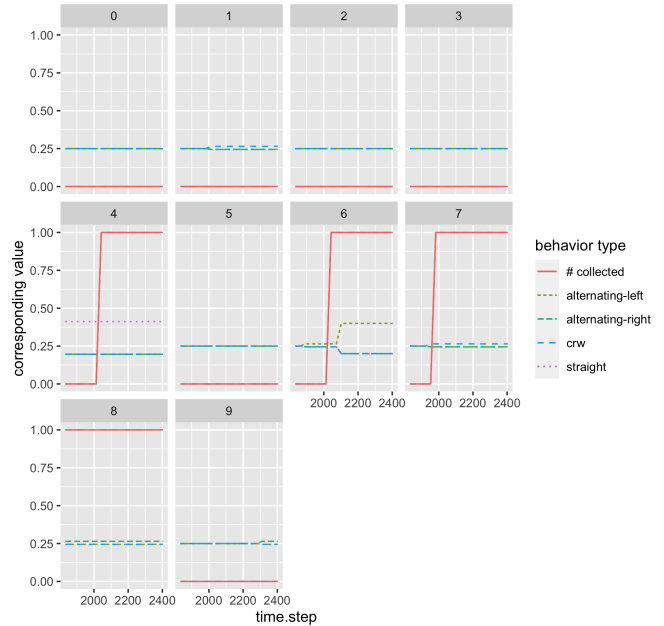 0 1 2 3
1.00
0.75
0.50
0.25
0.00
4 5 6 7
1.00
0.75
0.50
0.25
0.00
2000 2200 2400 2000 2200 2400
8 9
1.00
0.75
0.50
0.25
0.00
2000 2200 2400 2000 2200 2400
time.step
corresponding value
behavior type
# collected
alternating-left
alternating-right
crw
straight